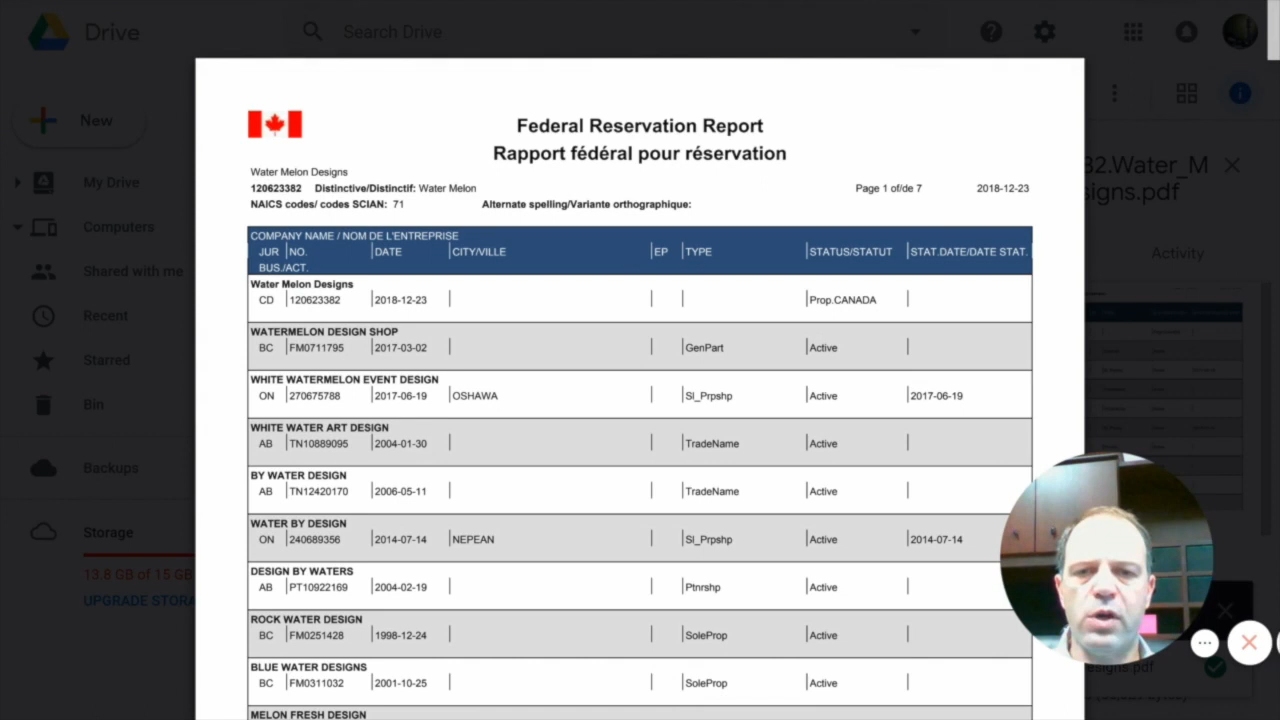 Drive
Search Drive
New
My Drive
Computers
Shared with me
Recent
Starred
Bin
Backups
Storage
13.8 GB of 15 GB
UPGRADE STORA
Federal Reservation Report
Rapport fédéral pour réservation
Water Melon Designs
120623382 Distinctive/Distinctif: Water Melon Page 1 of/de 7 2018-12-23
NAICS codes/ codes SCIAN: 71 Alternate spelling/Variante orthographique:
COMPANY NAME / NOM DE L'ENTREPRISE
JUR NO. DATE CITY/VILLE EP TYPE STATUS/STATUT STAT.DATE/DATE STAT.
BUS./ACT.
Water Melon Designs
CD 120623382 2018-12-23 Prop.CANADA
WATERMELON DESIGN SHOP
BC FM0711795 2017-03-02 GenPart Active
WHITE WATERMELON EVENT DESIGN
ON 270675788 2017-06-19 OSHAWA Sl_Prpshp Active 2017-06-19
WHITE WATER ART DESIGN
AB TN10889095 2004-01-30 TradeName Active
BY WATER DESIGN
AB TN12420170 2006-05-11 TradeName Active
WATER BY DESIGN
ON 240689356 2014-07-14 NEPEAN Sl_Prpshp Active 2014-07-14
DESIGN BY WATERS
AB PT10922169 2004-02-19 Ptnrshp Active
ROCK WATER DESIGN
BC FM0251428 1998-12-24 SoleProp Active
BLUE WATER DESIGNS
BC FM0311032 2001-10-25 SoleProp Active
MELON FRESH DESIGN
32.Water_M
signs.pdf
Activity
esigns.pdf